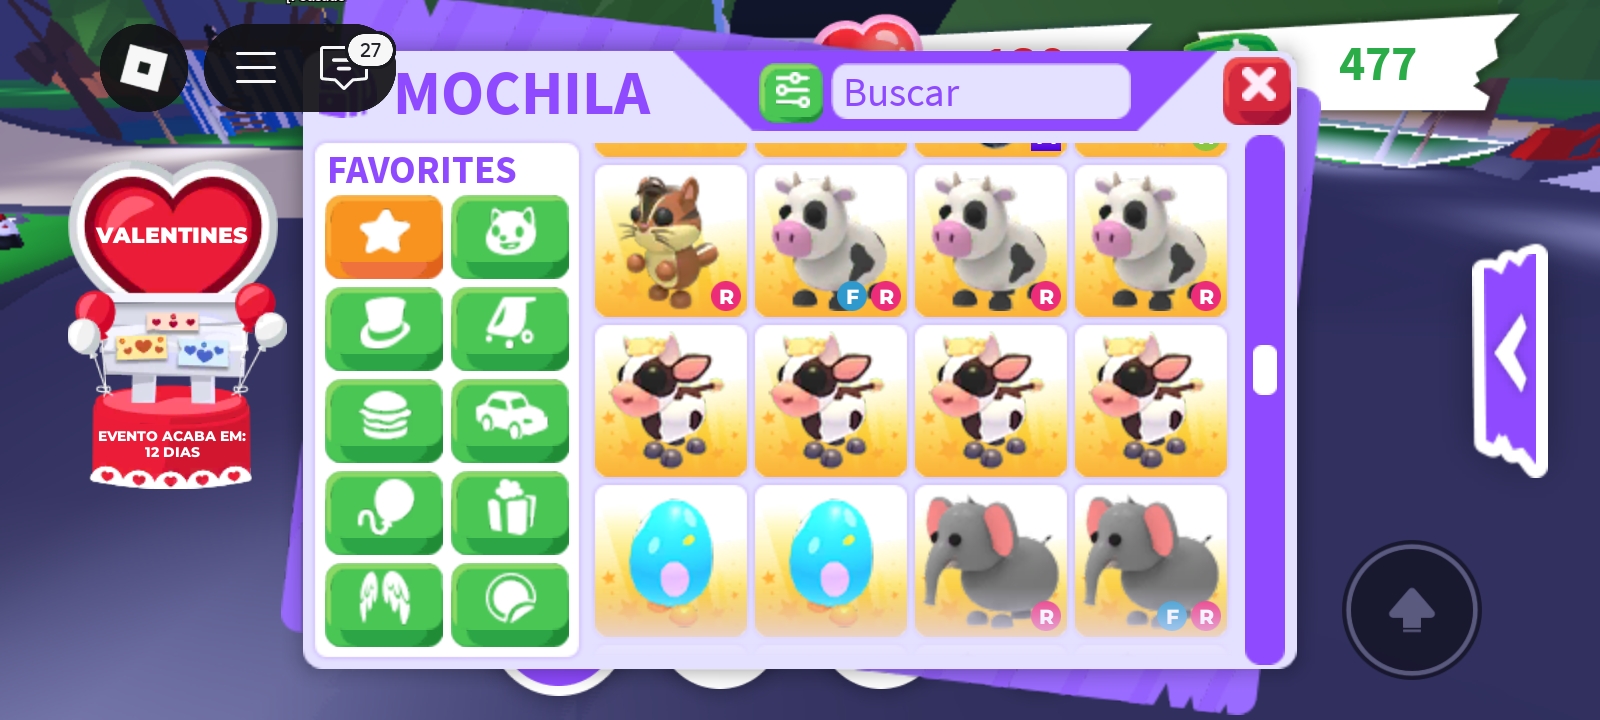 27
MOCHILA
Buscar
477
FAVORITES
VALENTINES
EVENTO ACABA EM:
12 DIAS
R
F R
R
R
R
F R